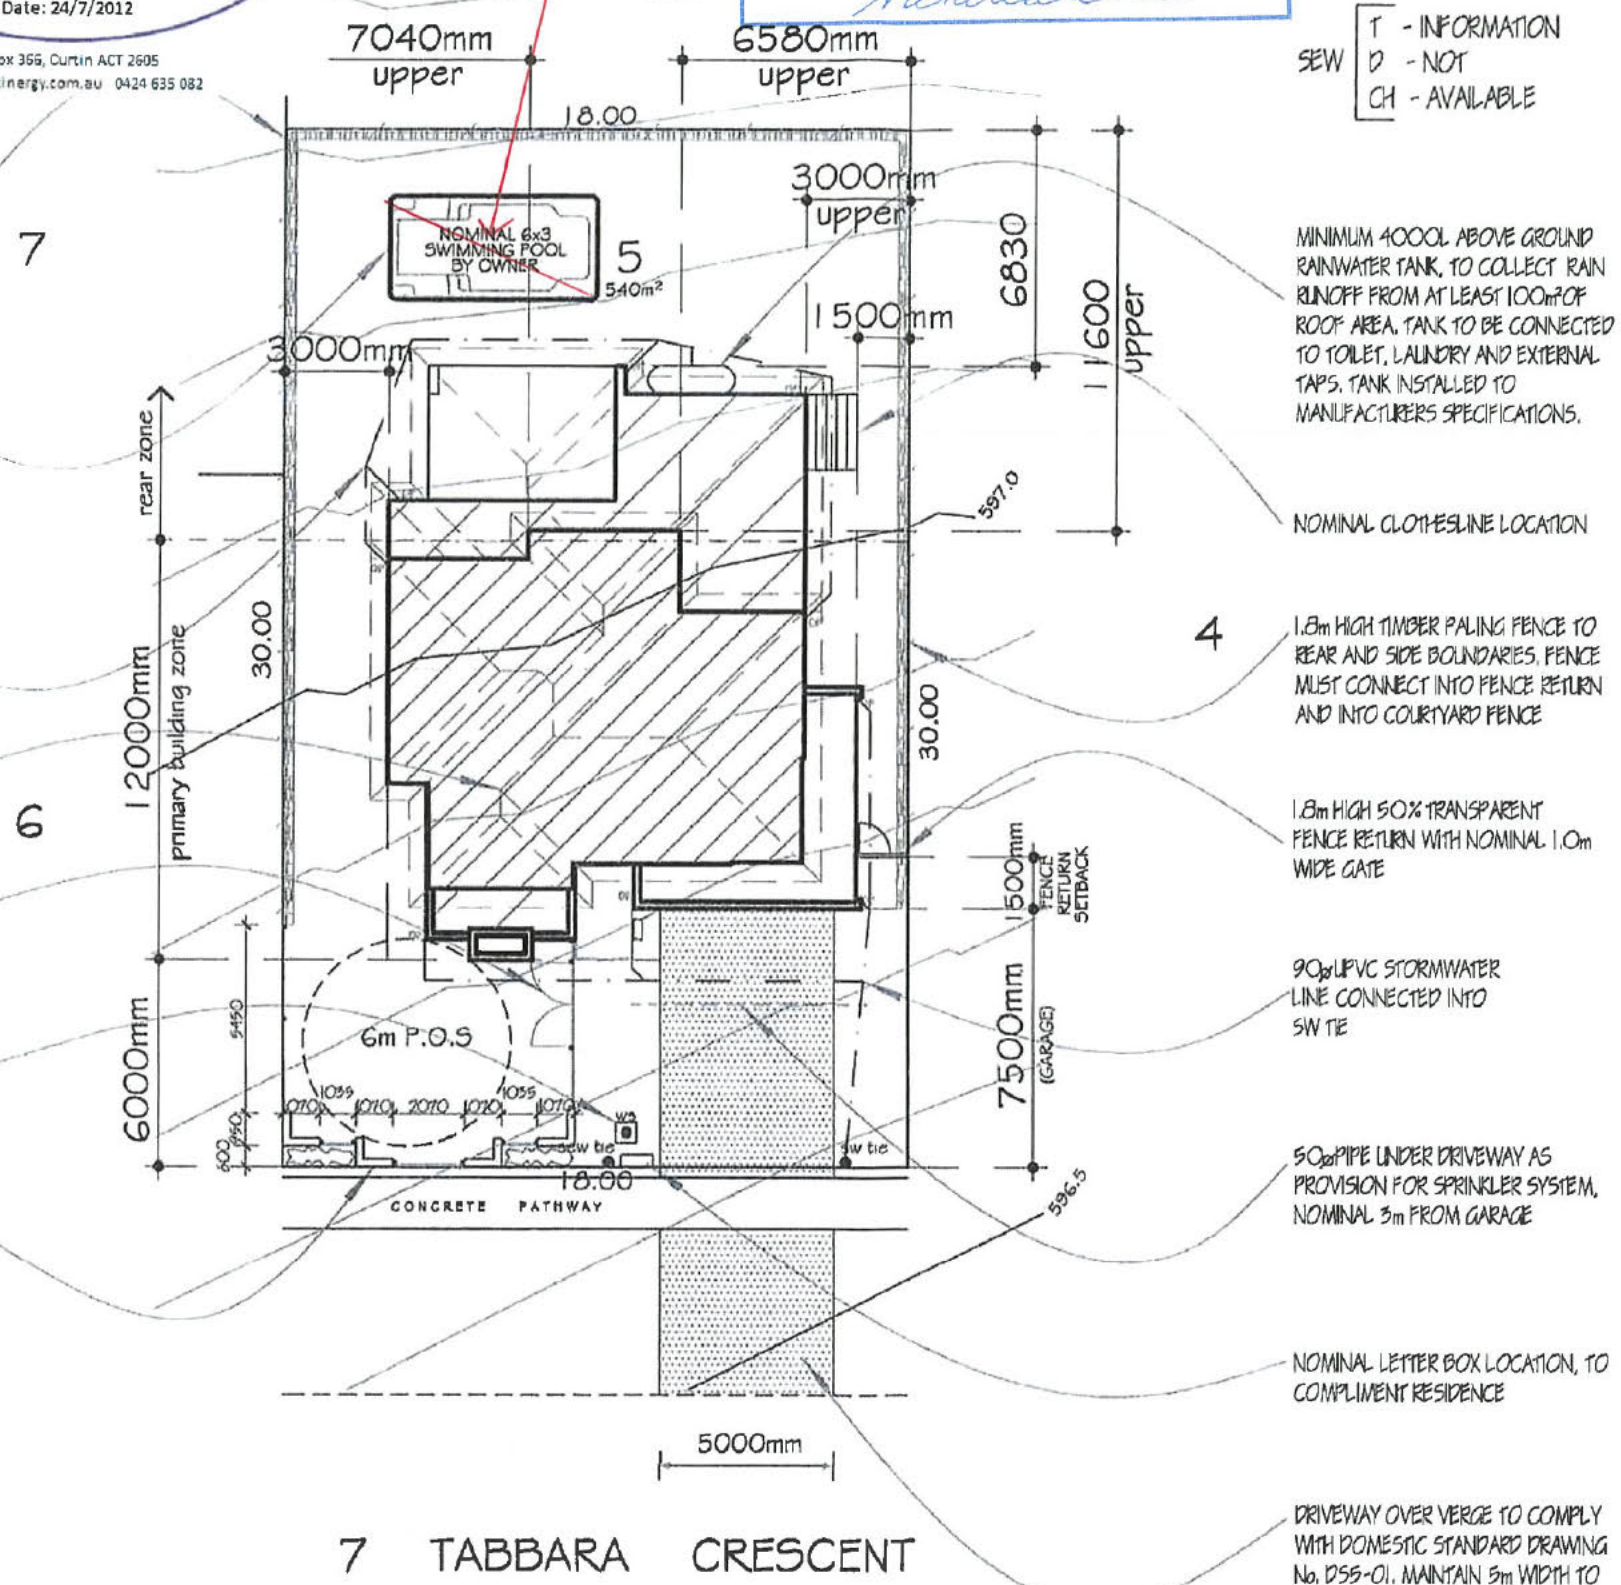 Date: 24/7/2012
ox 366, Curtin ACT 2605
inergy.com.au 0424 635 082
7040mm
upper
6580mm
upper
T - INFORMATION
SEW D - NOT
CH - AVAILABLE
18.00
3000mm
upper
7
NOMINAL 6x3
SWIMMING POOL
BY OWNER
5
540m²
6830
11600
upper
1500mm
3000mm
MINIMUM 4000L ABOVE GROUND
RAINWATER TANK, TO COLLECT RAIN
RUNOFF FROM AT LEAST 100m² OF
ROOF AREA. TANK TO BE CONNECTED
TO TOILET, LAUNDRY AND EXTERNAL
TAPS. TANK INSTALLED TO
MANUFACTURERS SPECIFICATIONS.
rear zone
597.0
NOMINAL CLOTHESLINE LOCATION
30.00
12000mm
primary building zone
4
1.8m HIGH TIMBER PALING FENCE TO
REAR AND SIDE BOUNDARIES. FENCE
MUST CONNECT INTO FENCE RETURN
AND INTO COURTYARD FENCE
30.00
6
1.8m HIGH 50% TRANSPARENT
FENCE RETURN WITH NOMINAL 1.0m
WIDE GATE
1500mm
FENCE
RETURN
SETBACK
90ø UPVC STORMWATER
LINE CONNECTED INTO
SW TIE
6000mm
5450
6m P.O.S
7500mm
(GARAGE)
1035
1035
1010
1010
2010
1010
1010
950
600
ws
sew tie
sw tie
18.00
50ø PIPE UNDER DRIVEWAY AS
PROVISION FOR SPRINKLER SYSTEM,
NOMINAL 3m FROM GARAGE
CONCRETE PATHWAY
596.5
NOMINAL LETTER BOX LOCATION, TO
COMPLIMENT RESIDENCE
5000mm
7 TABBARA CRESCENT
DRIVEWAY OVER VERGE TO COMPLY
WITH DOMESTIC STANDARD DRAWING
No. DS5-01. MAINTAIN 5m WIDTH TO